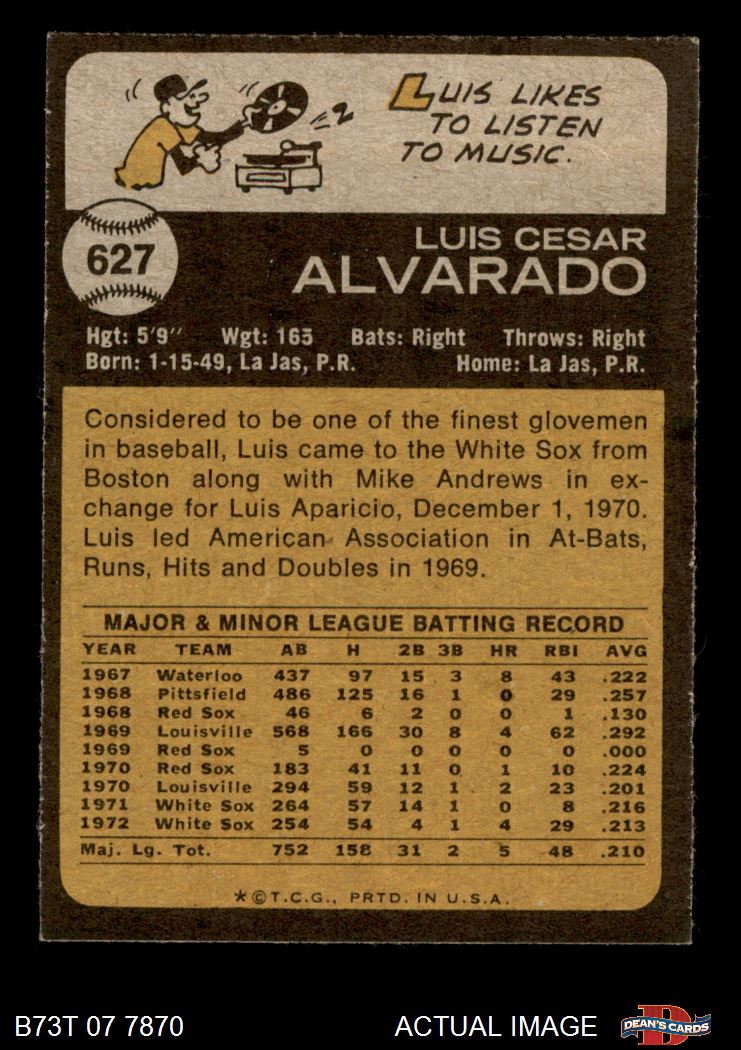 LUIS LIKES
TO LISTEN
TO MUSIC.
627
LUIS CESAR
ALVARADO
Hgt: 5'9" Wgt: 163 Bats: Right Throws: Right
Born: 1-15-49, La Jas, P.R. Home: La Jas, P.R.
Considered to be one of the finest glovemen
in baseball, Luis came to the White Sox from
Boston along with Mike Andrews in ex-
change for Luis Aparicio, December 1, 1970.
Luis led American Association in At-Bats,
Runs, Hits and Doubles in 1969.
MAJOR & MINOR LEAGUE BATTING RECORD
YEAR TEAM AB H 2B 3B HR RBI AVG
1967 Waterloo 437 97 15 3 8 43 .222
1968 Pittsfield 486 125 16 1 0 29 .257
1968 Red Sox 46 6 2 0 0 1 .130
1969 Louisville 568 166 30 8 4 62 .292
1969 Red Sox 5 0 0 0 0 0 .000
1970 Red Sox 183 41 11 0 1 10 .224
1970 Louisville 294 59 12 1 2 23 .201
1971 White Sox 264 57 14 1 0 8 .216
1972 White Sox 254 54 4 1 4 29 .213
Maj. Lg. Tot. 752 158 31 2 5 48 .210
*©T.C.G., PRTD. IN U.S.A.
B73T 07 7870 ACTUAL IMAGE
D
DEAN'S CARDS